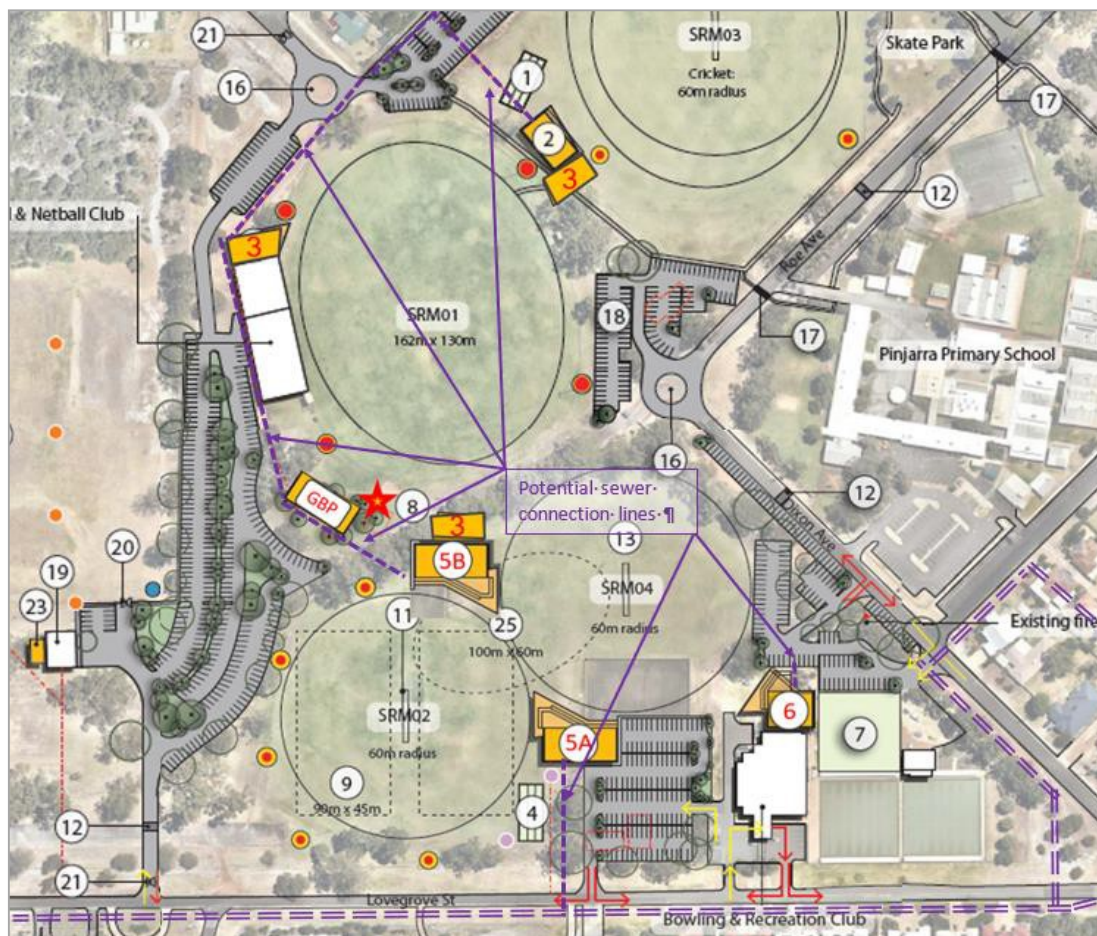 21
SRM03
Skate Park
16
1
Cricket:
60m radius
17
2
3
12
l & Netball Club
3
Roe Ave
SRM01
162m x 130m
18
17
Pinjarra Primary School
16
GBP
8
Potential sewer
connection lines ¶
12
Dixon Ave
3
13
20
5B
19
11
SRM04
23
25
60m radius
Existing fire
100m x 60m
SRM02
6
60m radius
5A
7
9
90m x 45m
4
12
21
Lovegrove St
Bowling & Recreation Club